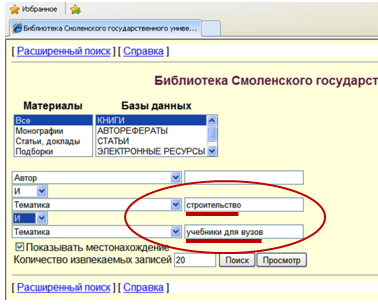 Избранное
Библиотека Смоленского государственного униве...
[ Расширенный поиск ] [ Справка ]
Библиотека Смоленского государст
Материалы Базы данных
Все КНИГИ
Монографии АВТОРЕФЕРАТЫ
Статьи, доклады СТАТЬИ
Подборки ЭЛЕКТРОННЫЕ РЕСУРСЫ
Автор
И
Тематика строительство
И
Тематика учебники для вузов
Показывать местонахождение
Количество извлекаемых записей 20 Поиск Просмотр
[ Расширенный поиск ] [ Справка ]